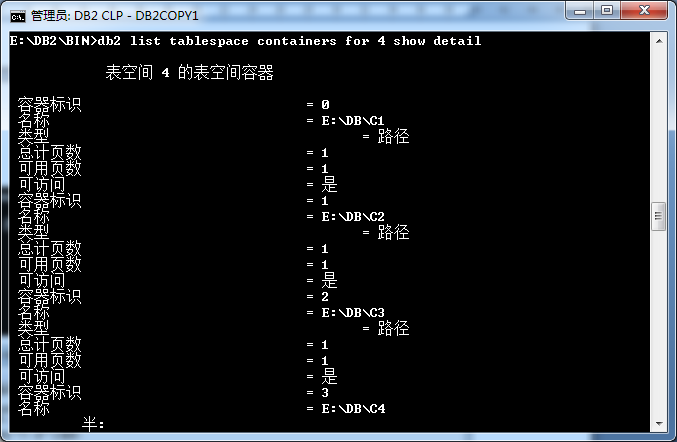 管理员: DB2 CLP - DB2COPY1
E:\DB2\BIN>db2 list tablespace containers for 4 show detail
表空间 4 的表空间容器
容器标识 = 0
名称 = E:\DB\C1
类型 = 路径
总计页数 = 1
可用页数 = 1
可访问 = 是
容器标识 = 1
名称 = E:\DB\C2
类型 = 路径
总计页数 = 1
可用页数 = 1
可访问 = 是
容器标识 = 2
名称 = E:\DB\C3
类型 = 路径
总计页数 = 1
可用页数 = 1
可访问 = 是
容器标识 = 3
名称 = E:\DB\C4
半: